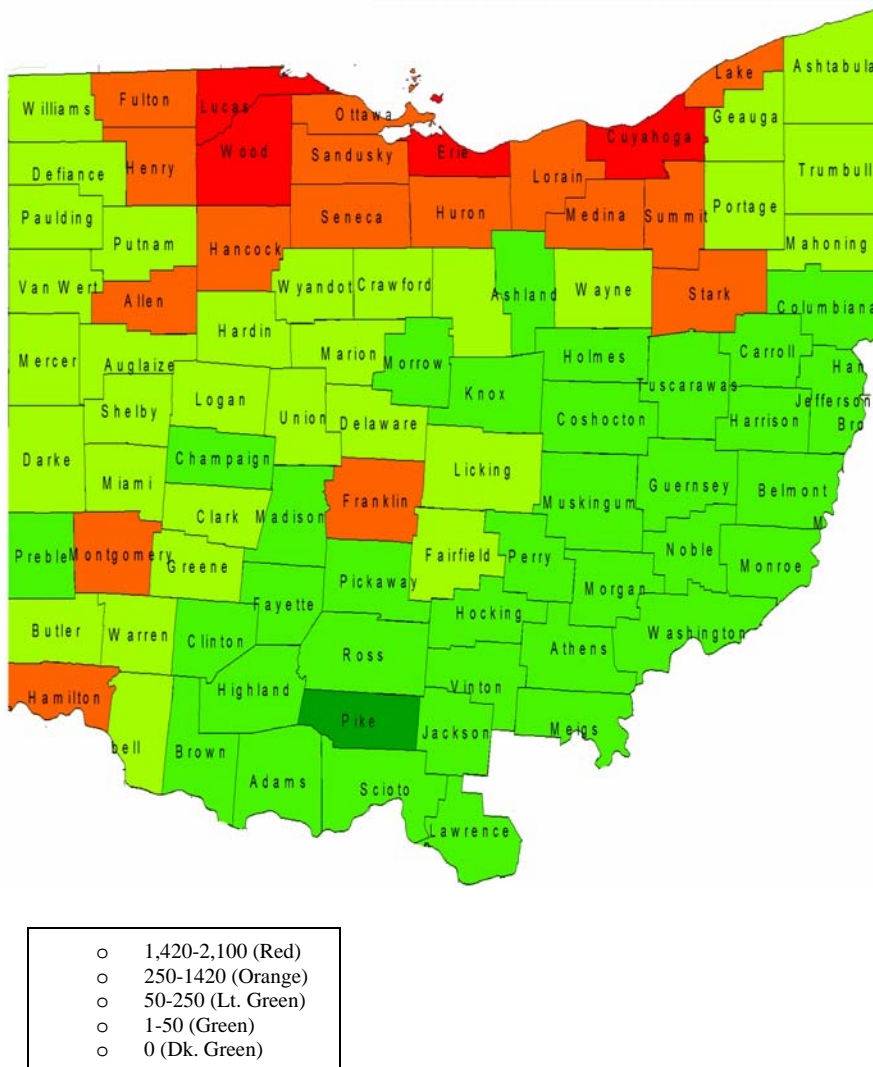 Lake
Ashtabula
Williams
Fulton
Lucas
Ottawa
Geauga
Wood
Sandusky
Erie
Cuyahoga
Defiance
Henry
Lorain
Trumbull
Paulding
Seneca
Huron
Medina
Summit
Portage
Putnam
Hancock
Mahoning
Van Wert
Allen
Wyandot
Crawford
Ashland
Wayne
Stark
Columbiana
Hardin
Mercer
Auglaize
Marion
Morrow
Holmes
Carroll
Han
Tuscarawas
Jefferson
Shelby
Logan
Union
Delaware
Knox
Coshocton
Harrison
Bro
Darke
Champaign
Miami
Licking
Guernsey
Belmont
Clark
Madison
Franklin
Muskingum
M
Preble
Montgomery
Greene
Fairfield
Perry
Noble
Monroe
Pickaway
Morgan
Fayette
Hocking
Butler
Warren
Clinton
Washington
Ross
Athens
Hamilton
Highland
Vinton
Pike
Jackson
Meigs
bell
Brown
Adams
Scioto
Lawrence
o 1,420-2,100 (Red)
o 250-1420 (Orange)
o 50-250 (Lt. Green)
o 1-50 (Green)
o 0 (Dk. Green)